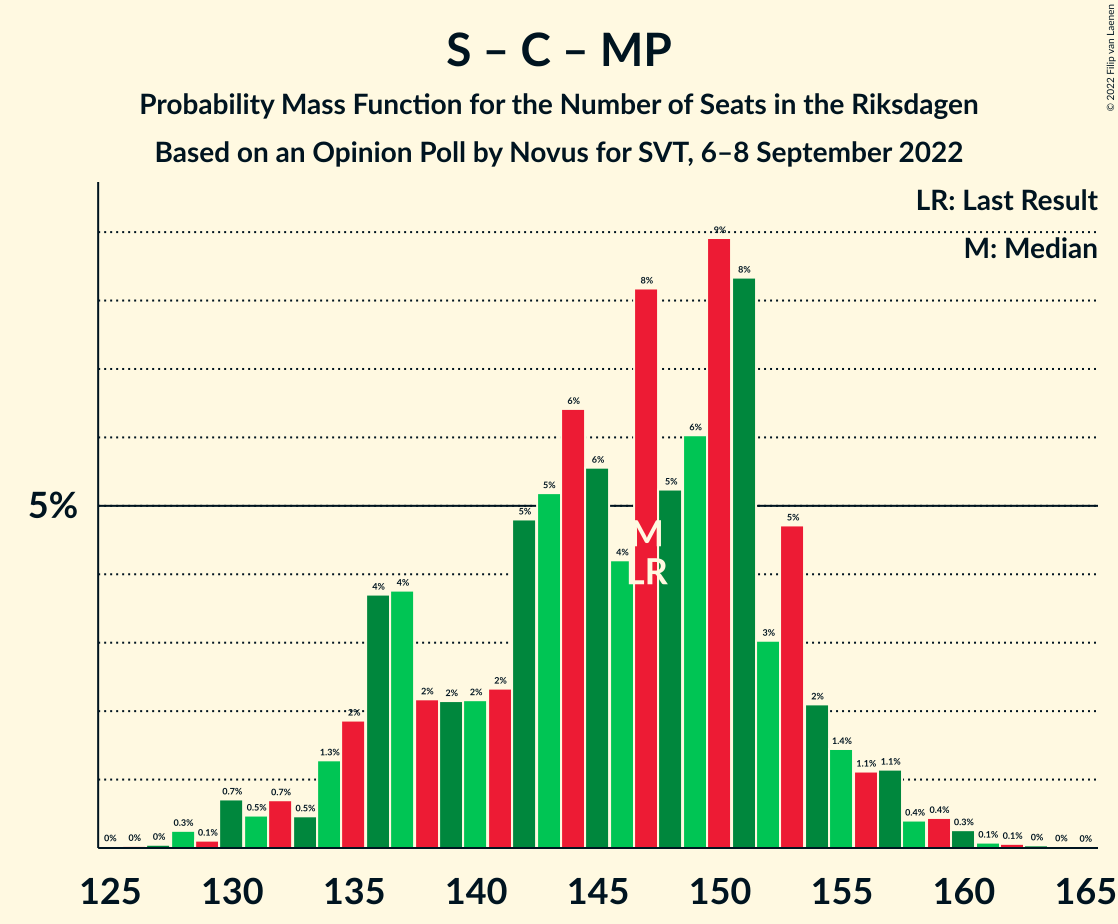 S – C – MP
Probability Mass Function for the Number of Seats in the Riksdagen
Based on an Opinion Poll by Novus for SVT, 6–8 September 2022
© 2022 Filip van Laenen
LR: Last Result
M: Median
5%
0% 0% 0% 0.3% 0.1% 0.7% 0.5% 0.7% 0.5% 1.3% 2% 4% 4% 2% 2% 2% 2% 5% 5% 6% 6% 4% 8% 5% 6% 9% 8% 3% 5% 2% 1.4% 1.1% 1.1% 0.4% 0.4% 0.3% 0.1% 0.1% 0% 0% 0%
M
LR
125 130 135 140 145 150 155 160 165